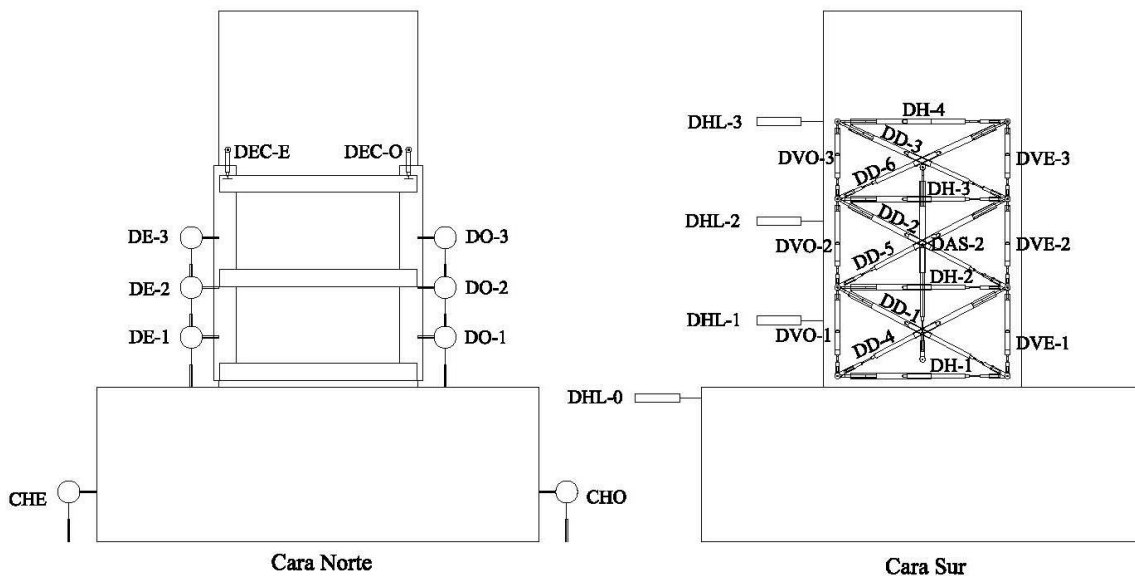 DEC-E
DEC-O
DE-3
DO-3
DE-2
DO-2
DE-1
DO-1
CHE
CHO
Cara Norte
DHL-3
DH-4
DVO-3
DD-3
DVE-3
DD-6
DH-3
DHL-2
DD-2
DVO-2
DAS-2
DVE-2
DD-5
DH-2
DHL-1
DD-1
DVO-1
DVE-1
DD-4
DH-1
DHL-0
Cara Sur